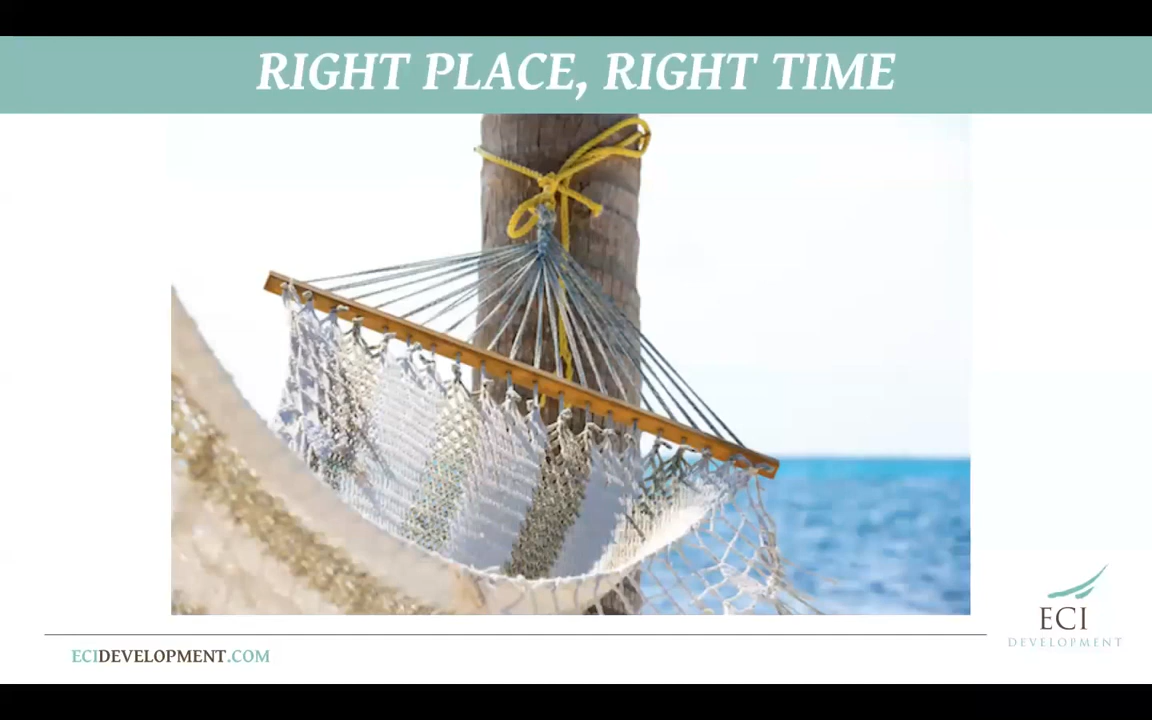 RIGHT PLACE, RIGHT TIME
ECI
DEVELOPMENT
ECIDEVELOPMENT.COM